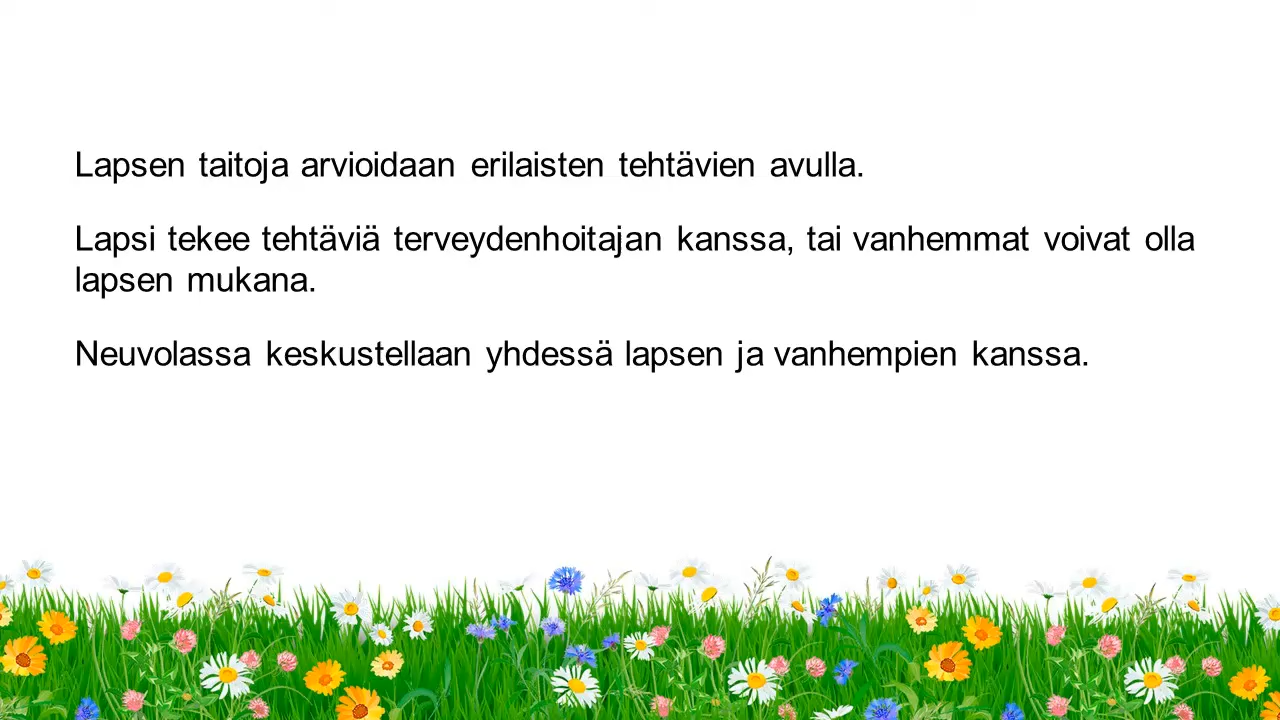 Lapsen taitoja arvioidaan erilaisten tehtävien avulla.
Lapsi tekee tehtäviä terveydenhoitajan kanssa, tai vanhemmat voivat olla
lapsen mukana.
Neuvolassa keskustellaan yhdessä lapsen ja vanhempien kanssa.